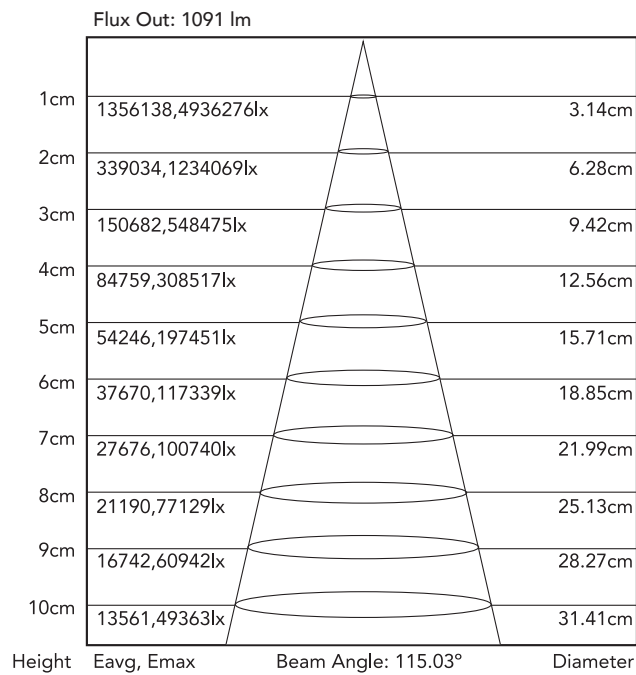 Flux Out: 1091 lm
1cm 1356138,4936276lx 3.14cm
2cm 339034,1234069lx 6.28cm
3cm 150682,548475lx 9.42cm
4cm 84759,308517lx 12.56cm
5cm 54246,197451lx 15.71cm
6cm 37670,117339lx 18.85cm
7cm 27676,100740lx 21.99cm
8cm 21190,77129lx 25.13cm
9cm 16742,60942lx 28.27cm
10cm 13561,49363lx 31.41cm
Height Eavg, Emax Beam Angle: 115.03º Diameter